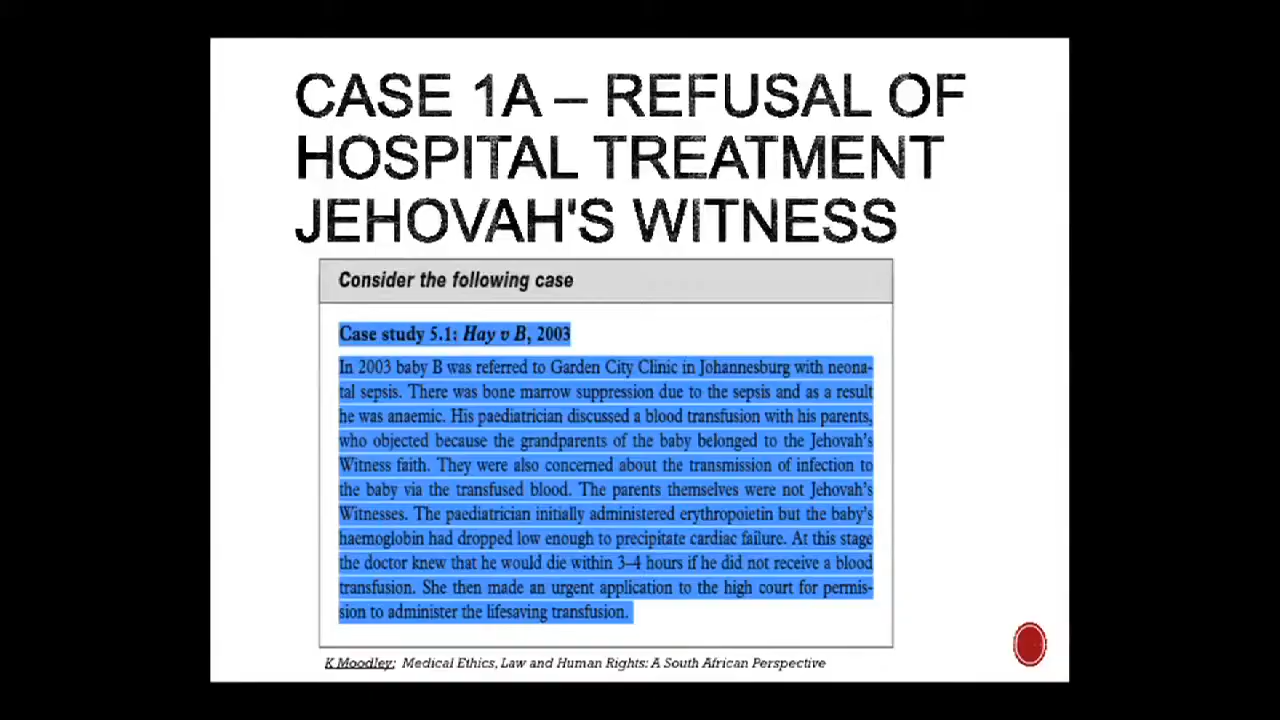 CASE 1A – REFUSAL OF
HOSPITAL TREATMENT
JEHOVAH'S WITNESS
Consider the following case
Case study 5.1: Hay v B, 2003
In 2003 baby B was referred to Garden City Clinic in Johannesburg with neona-
tal sepsis. There was bone marrow suppression due to the sepsis and as a result
he was anaemic. His paediatrician discussed a blood transfusion with his parents,
who objected because the grandparents of the baby belonged to the Jehovah's
Witness faith. They were also concerned about the transmission of infection to
the baby via the transfused blood. The parents themselves were not Jehovah's
Witnesses. The paediatrician initially administered erythropoietin but the baby's
haemoglobin had dropped low enough to precipitate cardiac failure. At this stage
the doctor knew that he would die within 3–4 hours if he did not receive a blood
transfusion. She then made an urgent application to the high court for permis-
sion to administer the lifesaving transfusion.
K Moodley; Medical Ethics, Law and Human Rights: A South African Perspective